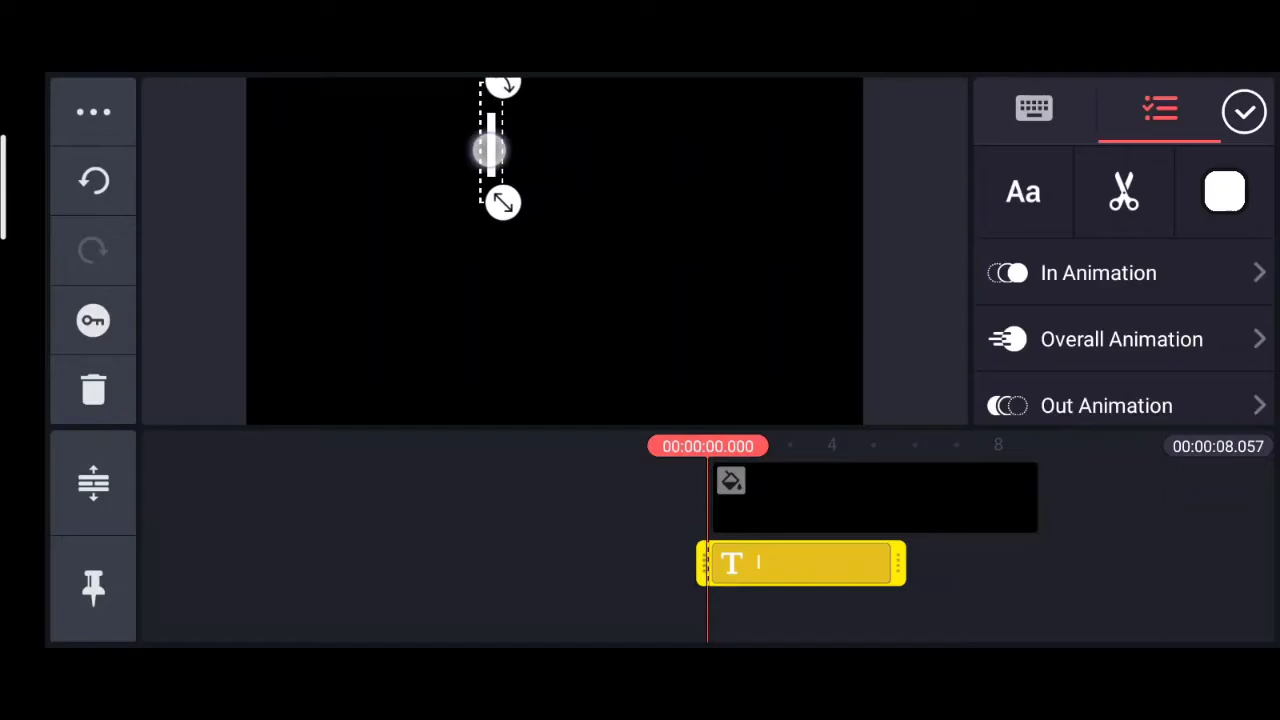 Aa
In Animation
Overall Animation
Out Animation
00:00:00.000
4
8
00:00:08.057
T I